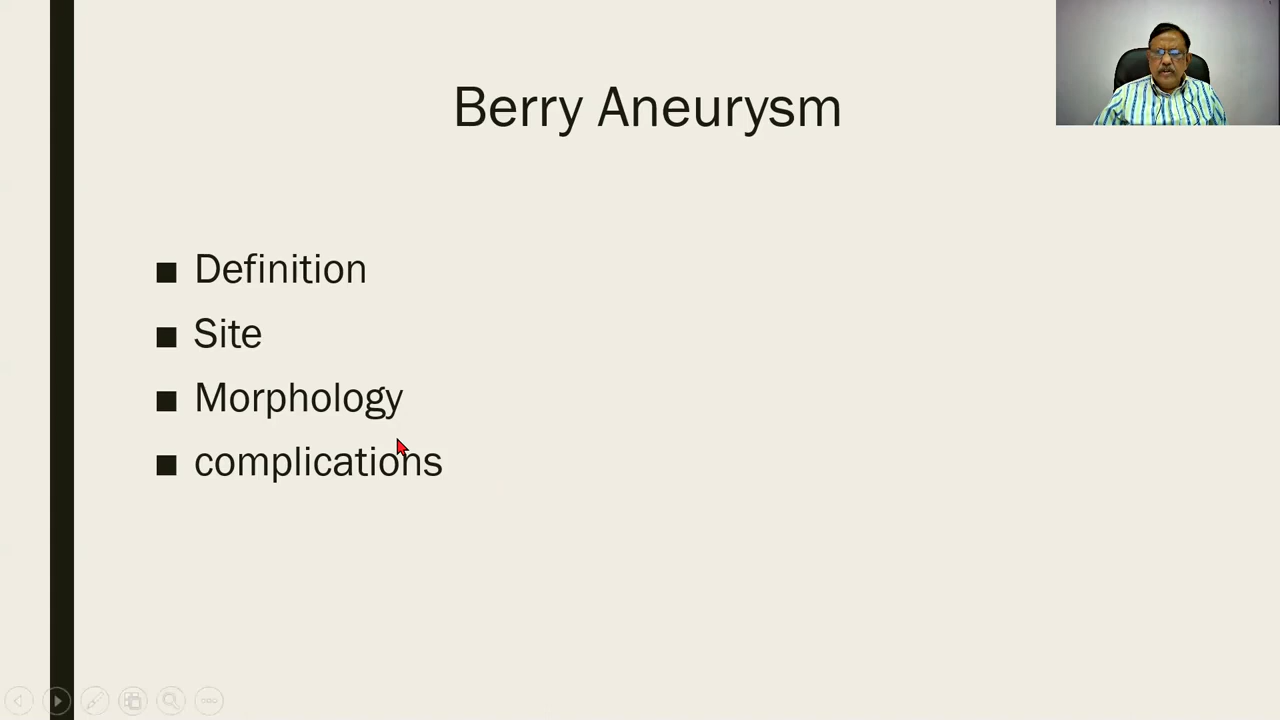 Berry Aneurysm
Definition
Site
Morphology
complications